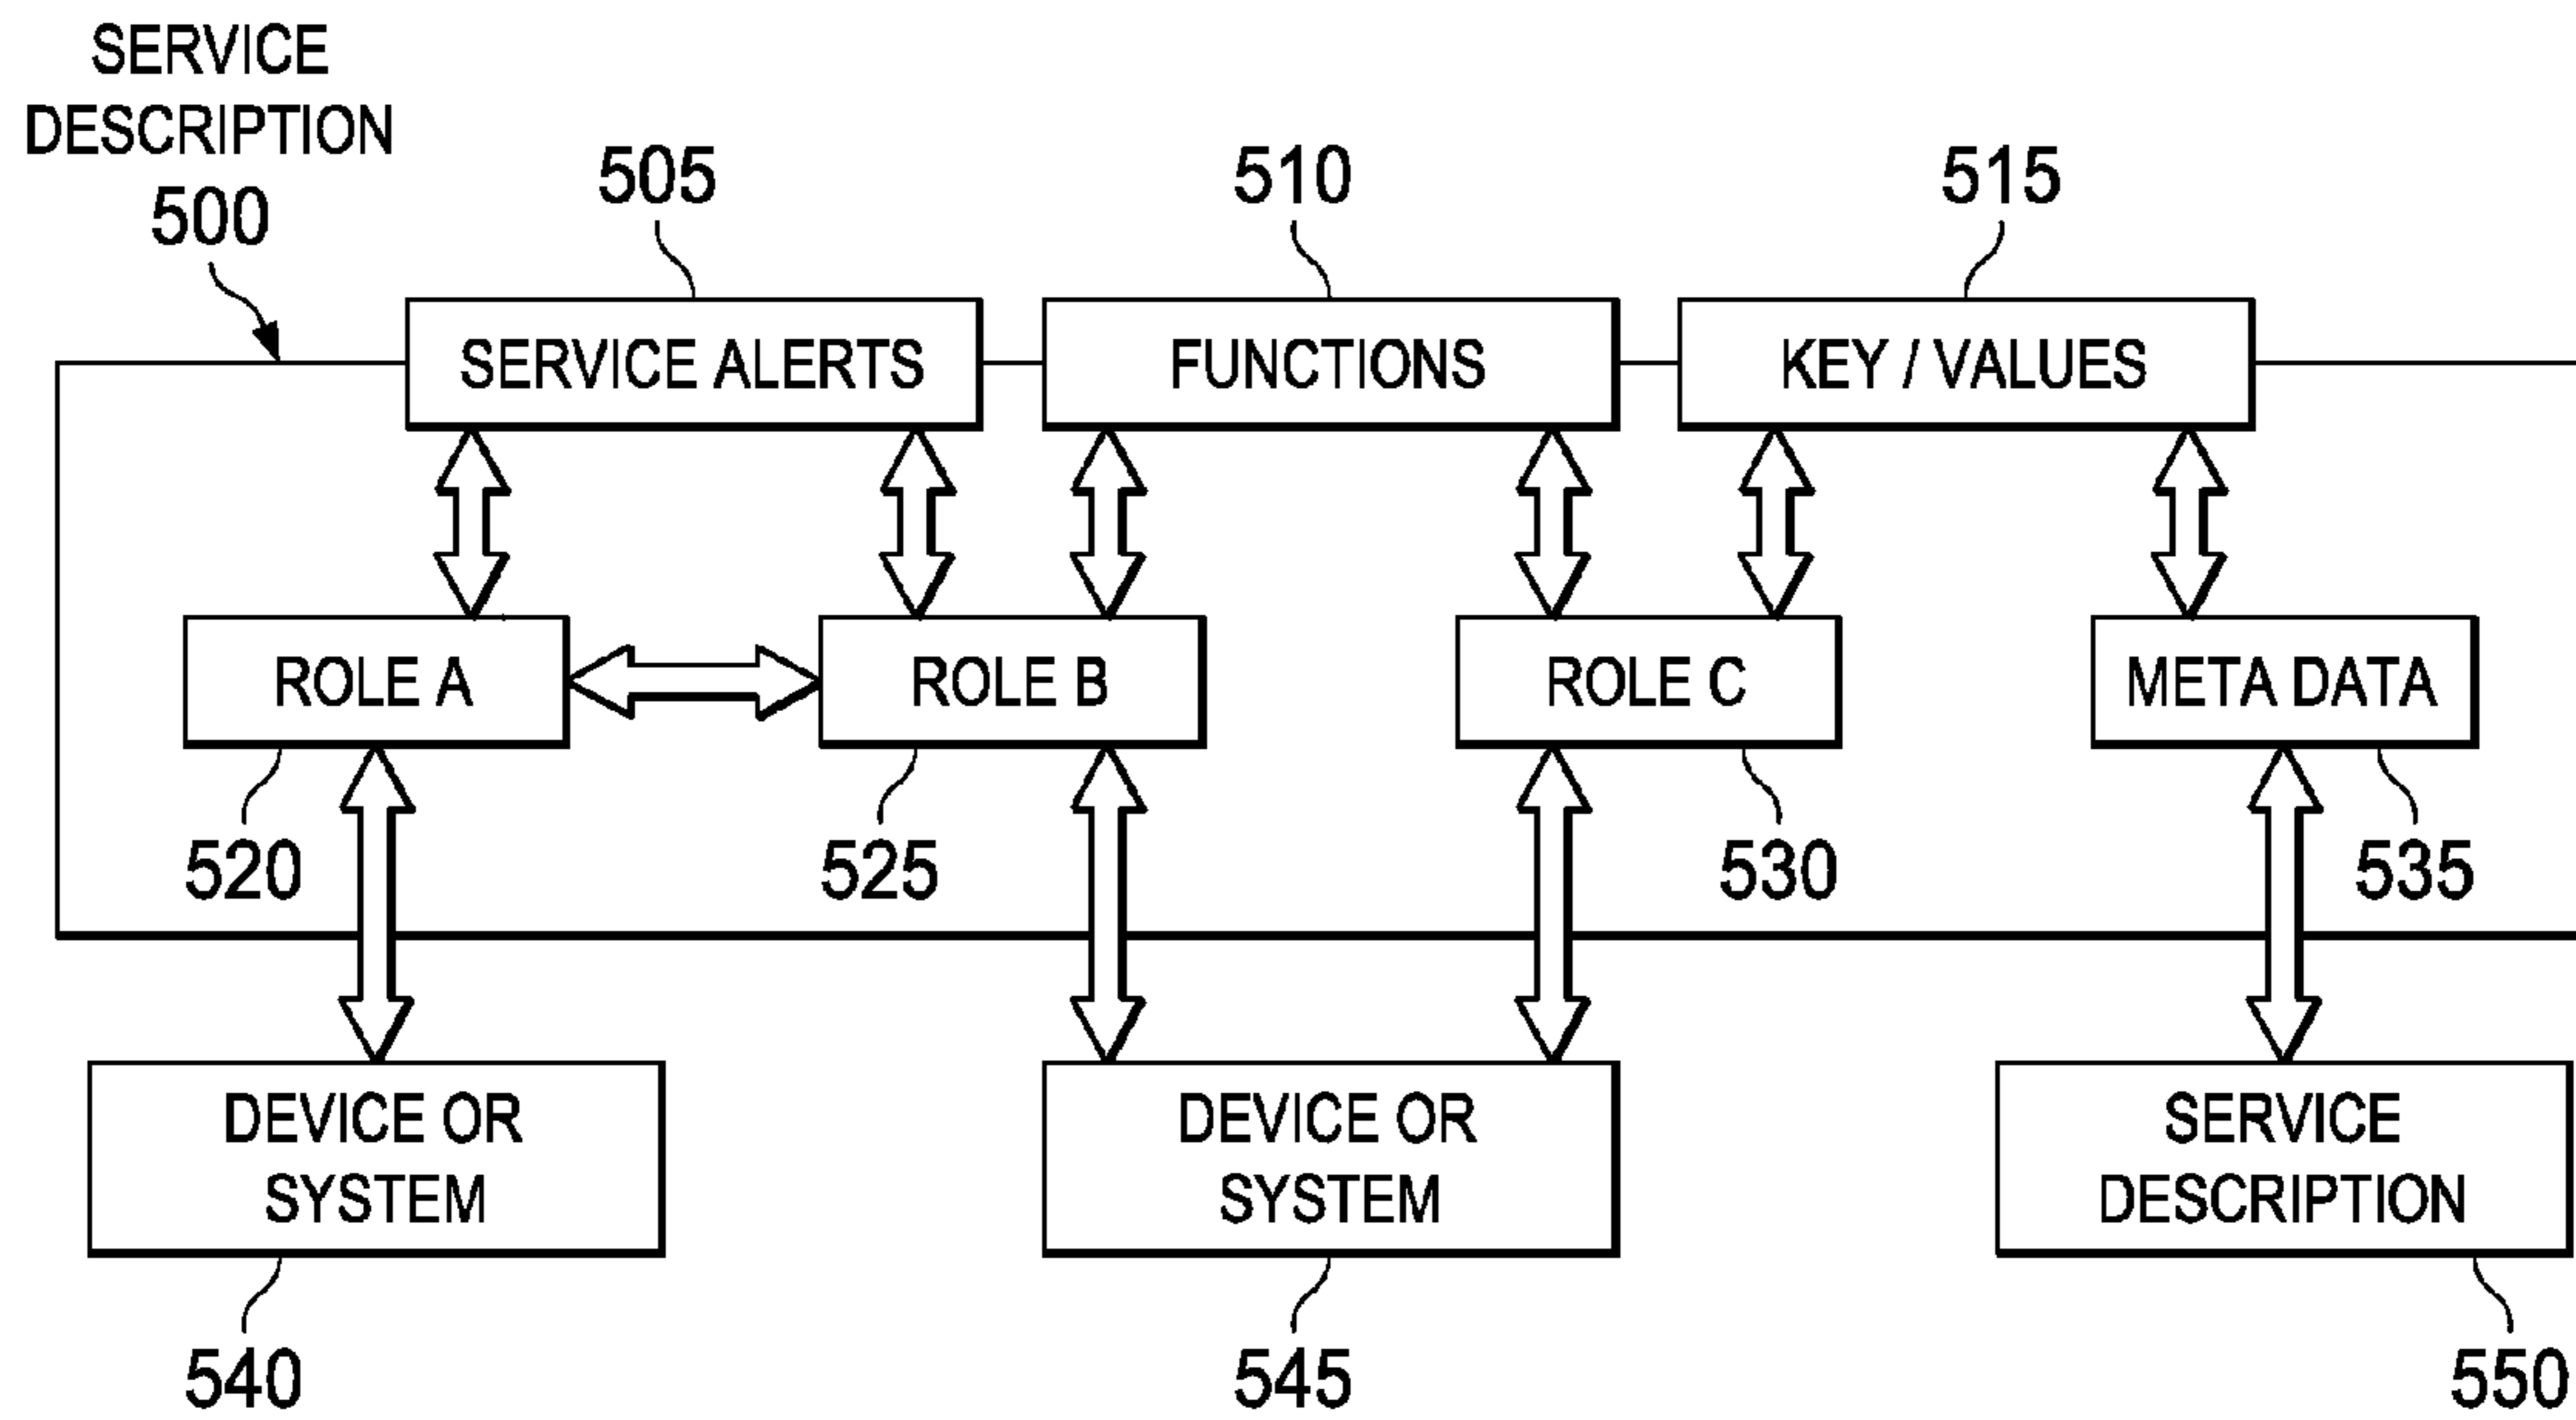 SERVICE
DESCRIPTION
500
505
510
515
SERVICE ALERTS
FUNCTIONS
KEY / VALUES
ROLE A
ROLE B
ROLE C
META DATA
520
525
530
535
DEVICE OR
SYSTEM
DEVICE OR
SYSTEM
SERVICE
DESCRIPTION
540
545
550